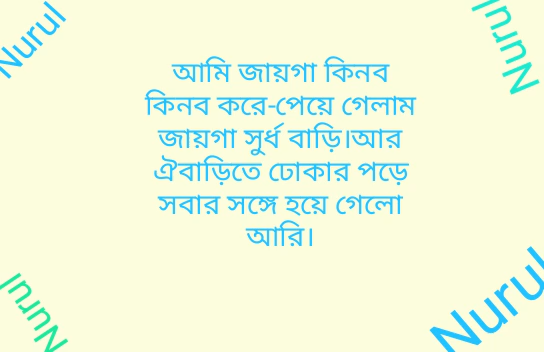 Nurul
Nurul
আমি জায়গা কিনব
কিনব করে-পেয়ে গেলাম
জায়গা সুর্ধ বাড়ি।আর
ঐবাড়িতে ঢোকার পড়ে
সবার সঙ্গে হয়ে গেলো
আরি।
Nurul
Nurul